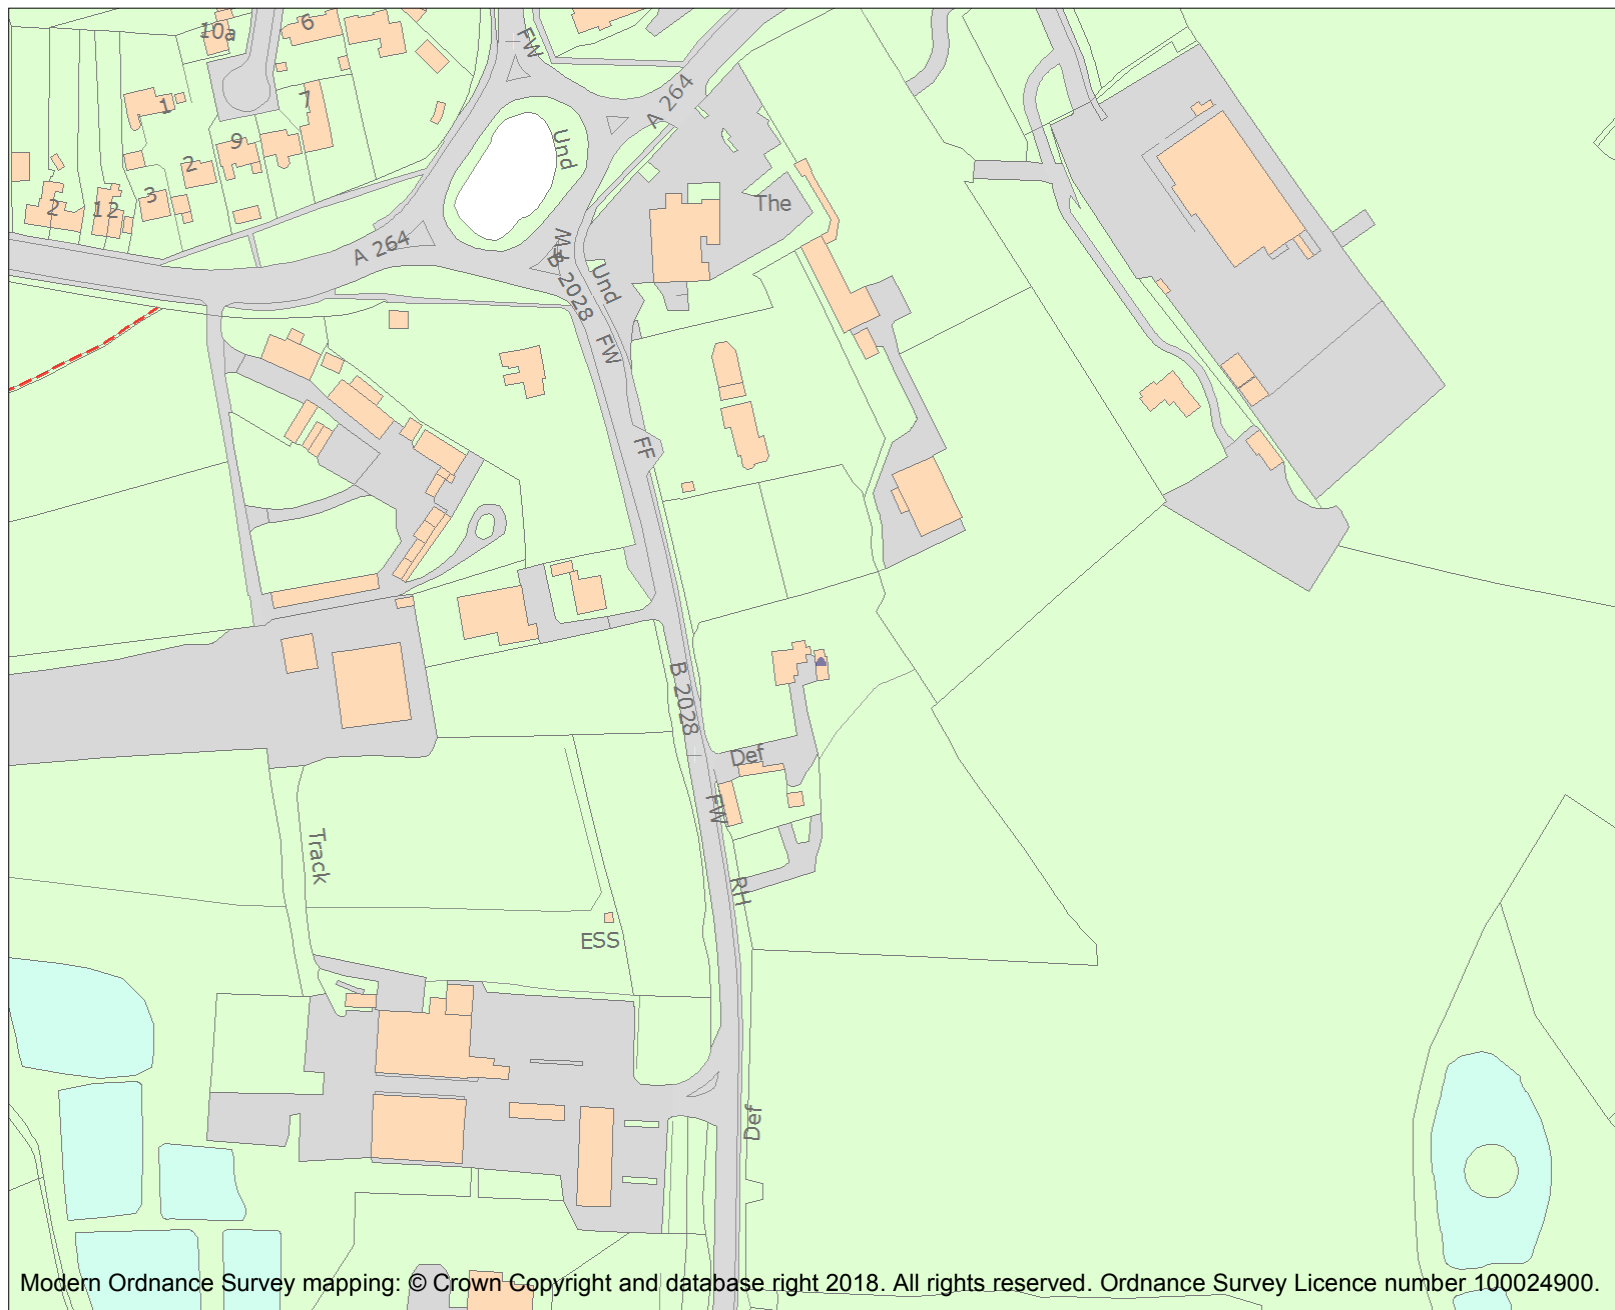 10a
6
FW
A 264
1
7
Und
9
2
3
2
12
The
A 264
FW
B 2028
Und
FW
FF
B 2028
Def
FW
Track
RH
ESS
Def
Modern Ordnance Survey mapping: © Crown Copyright and database right 2018. All rights reserved. Ordnance Survey Licence number 100024900.